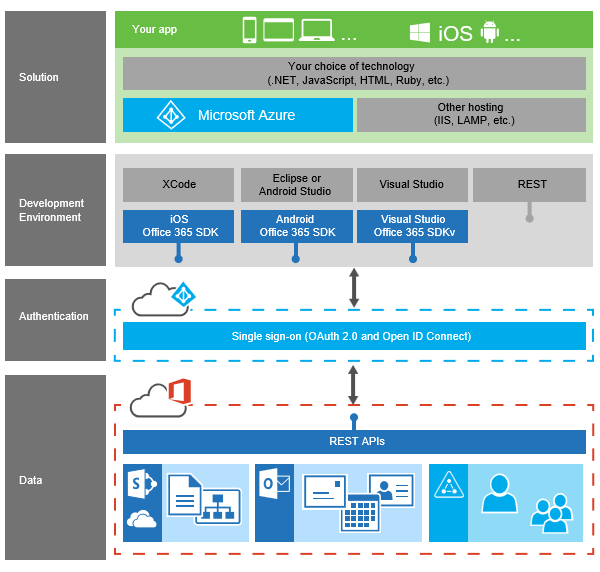 Solution
Your app
...
iOS
...
Your choice of technology
(.NET, JavaScript, HTML, Ruby, etc.)
Microsoft Azure
Other hosting
(IIS, LAMP, etc.)
Development
Environment
XCode
Eclipse or
Android Studio
Visual Studio
REST
iOS
Office 365 SDK
Android
Office 365 SDK
Visual Studio
Office 365 SDKv
Authentication
Single sign-on (OAuth 2.0 and Open ID Connect)
Data
REST APIs
S
O